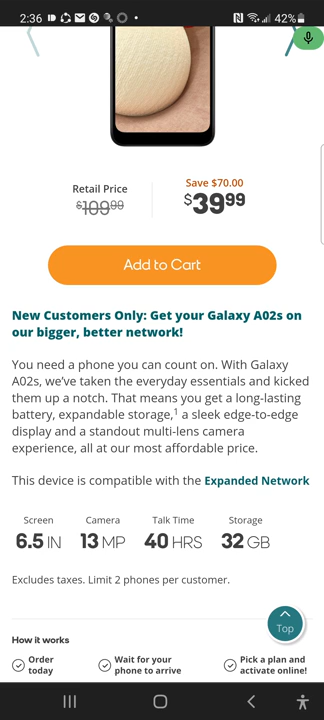 2:36
42%
Retail Price
$109⁹⁹
Save $70.00
$39⁹⁹
Add to Cart
New Customers Only: Get your Galaxy A02s on
our bigger, better network!
You need a phone you can count on. With Galaxy
A02s, we’ve taken the everyday essentials and kicked
them up a notch. That means you get a long-lasting
battery, expandable storage,¹ a sleek edge-to-edge
display and a standout multi-lens camera
experience, all at our most affordable price.
This device is compatible with the Expanded Network
Screen Camera Talk Time Storage
6.5 IN 13 MP 40 HRS 32 GB
Excludes taxes. Limit 2 phones per customer.
Top
How it works
Order
today
Wait for your
phone to arrive
Pick a plan and
activate online!